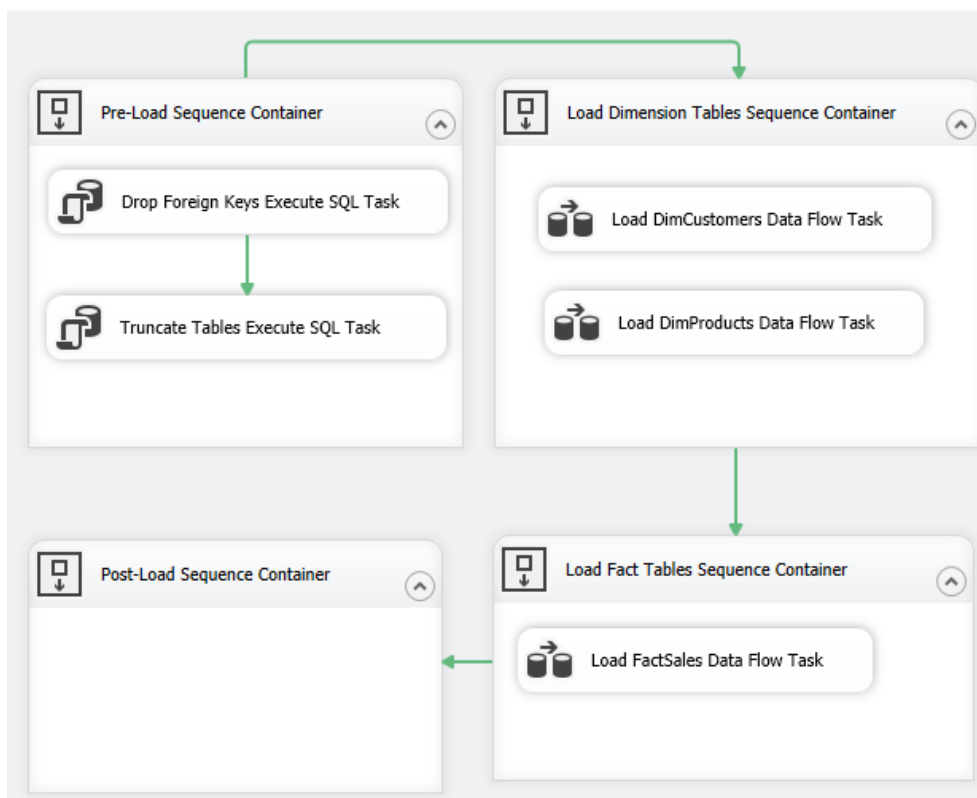 Pre-Load Sequence Container
Drop Foreign Keys Execute SQL Task
Truncate Tables Execute SQL Task
Load Dimension Tables Sequence Container
Load DimCustomers Data Flow Task
Load DimProducts Data Flow Task
Load Fact Tables Sequence Container
Load FactSales Data Flow Task
Post-Load Sequence Container